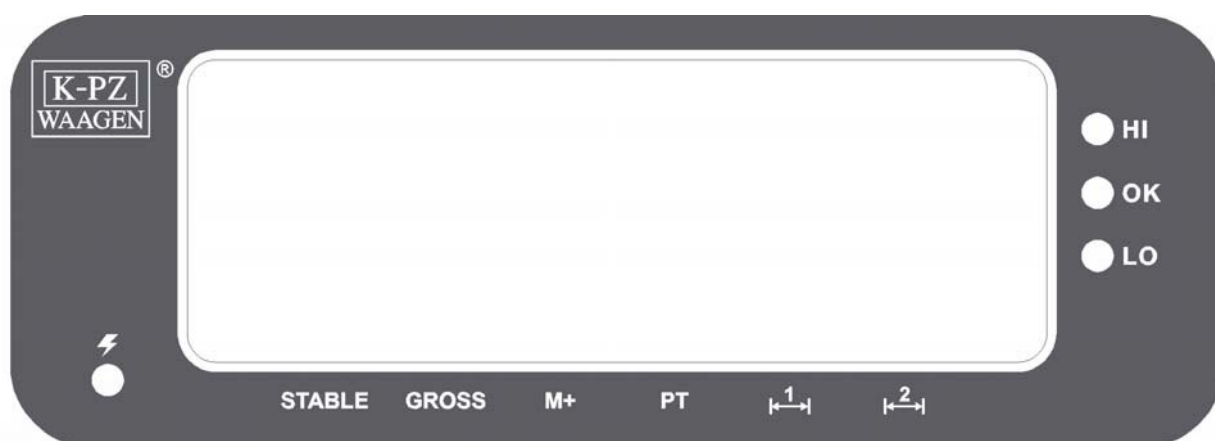 K-PZ ®
WAAGEN
HI
OK
LO
STABLE GROSS M+ PT 1 2